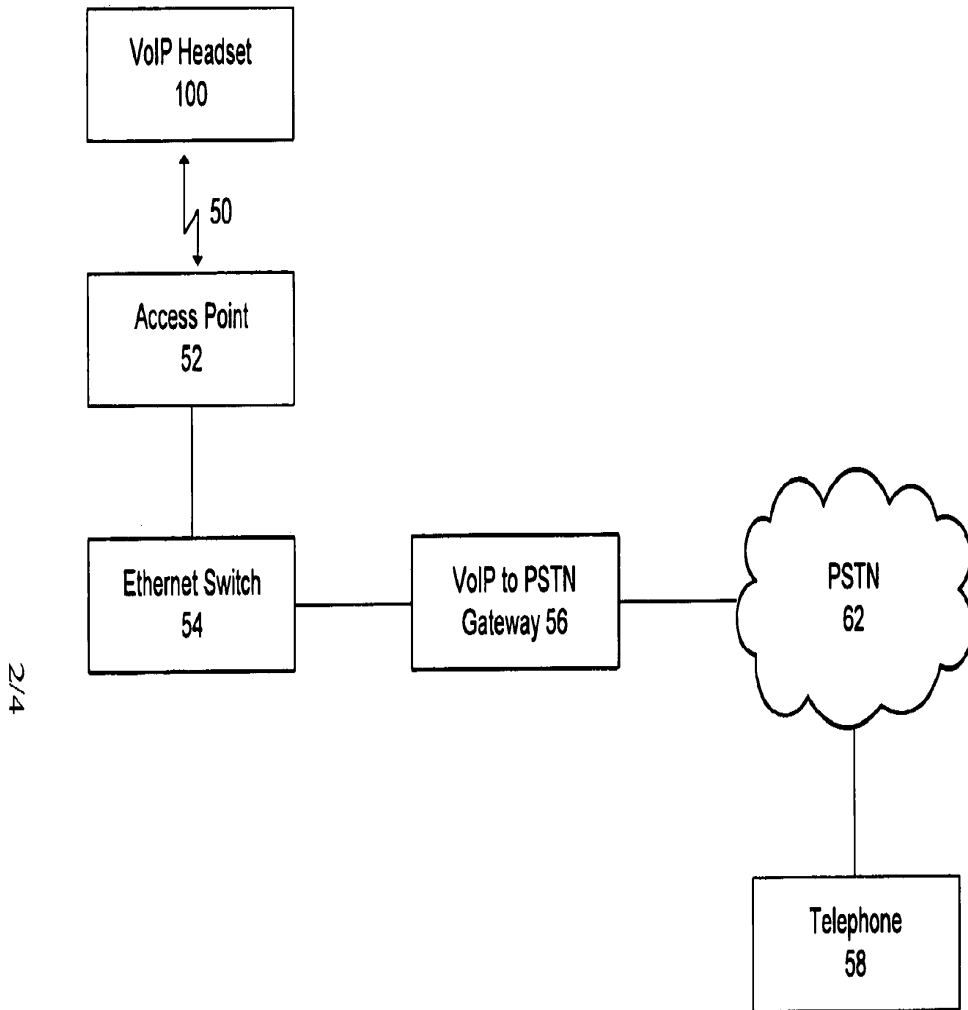 VoIP Headset
100
50
Access Point
52
Ethernet Switch
54
VoIP to PSTN
Gateway 56
PSTN
62
Telephone
58
2/4